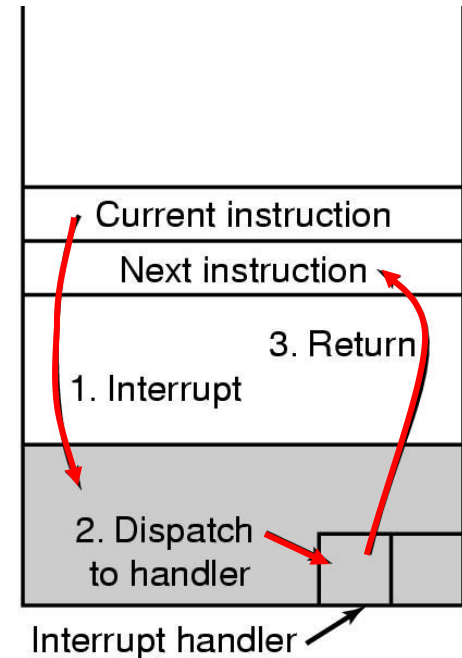 Current instruction
Next instruction
3. Return
1. Interrupt
2. Dispatch
to handler
Interrupt handler